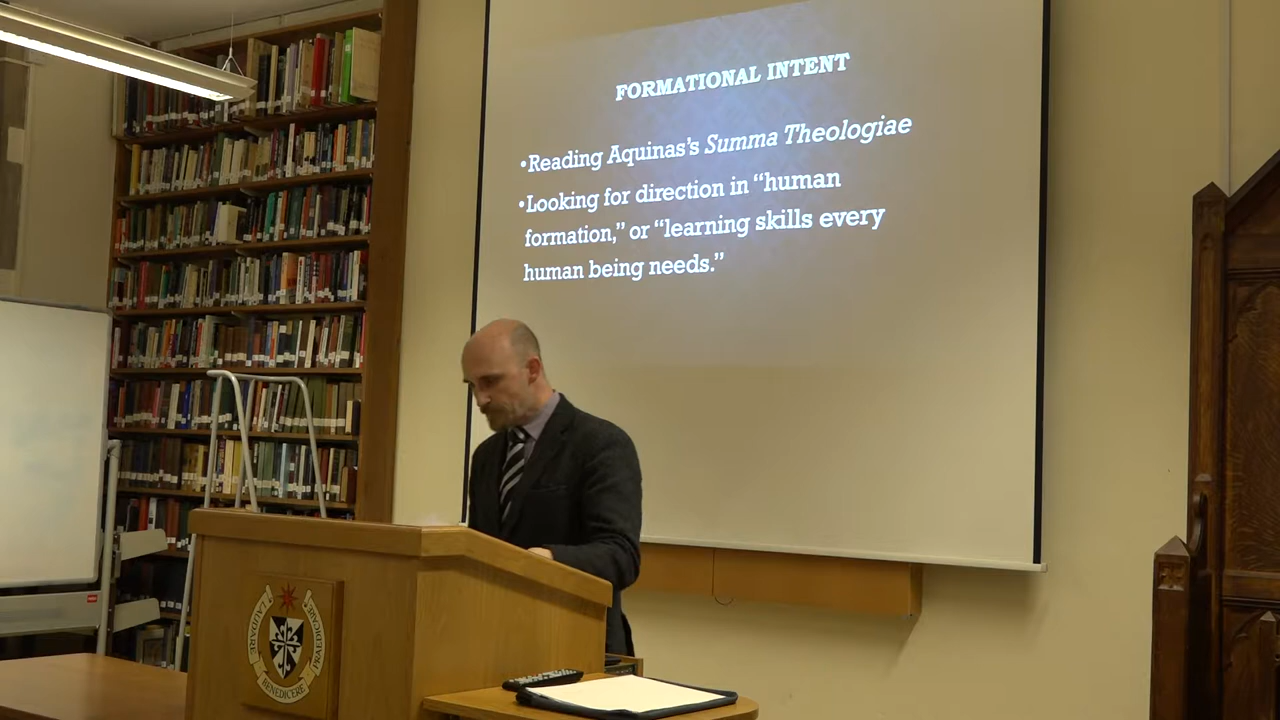 FORMATIONAL INTENT
•Reading Aquinas's Summa Theologiae
•Looking for direction in “human
formation,” or “learning skills every
human being needs.”
LAUDARE
BENEDICERE
PRAEDICARE